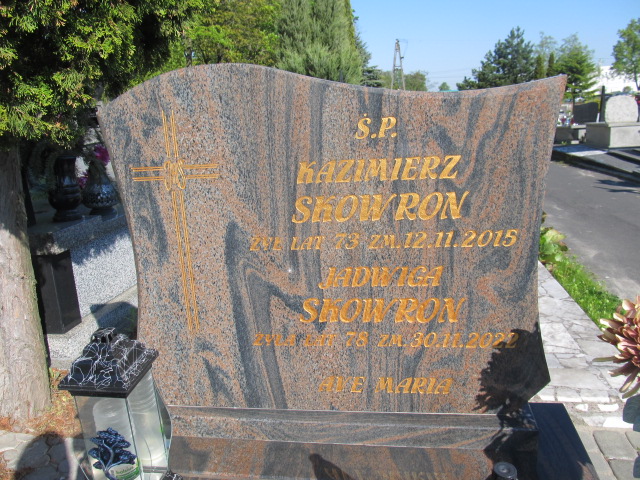 Ś.P.
KAZIMIERZ
SKOWRON
ŻYŁ LAT 73 ZM. 12.11.2015
JADWIGA
SKOWRON
ŻYŁA LAT 78 ZM. 30.11.2022
AVE MARIA